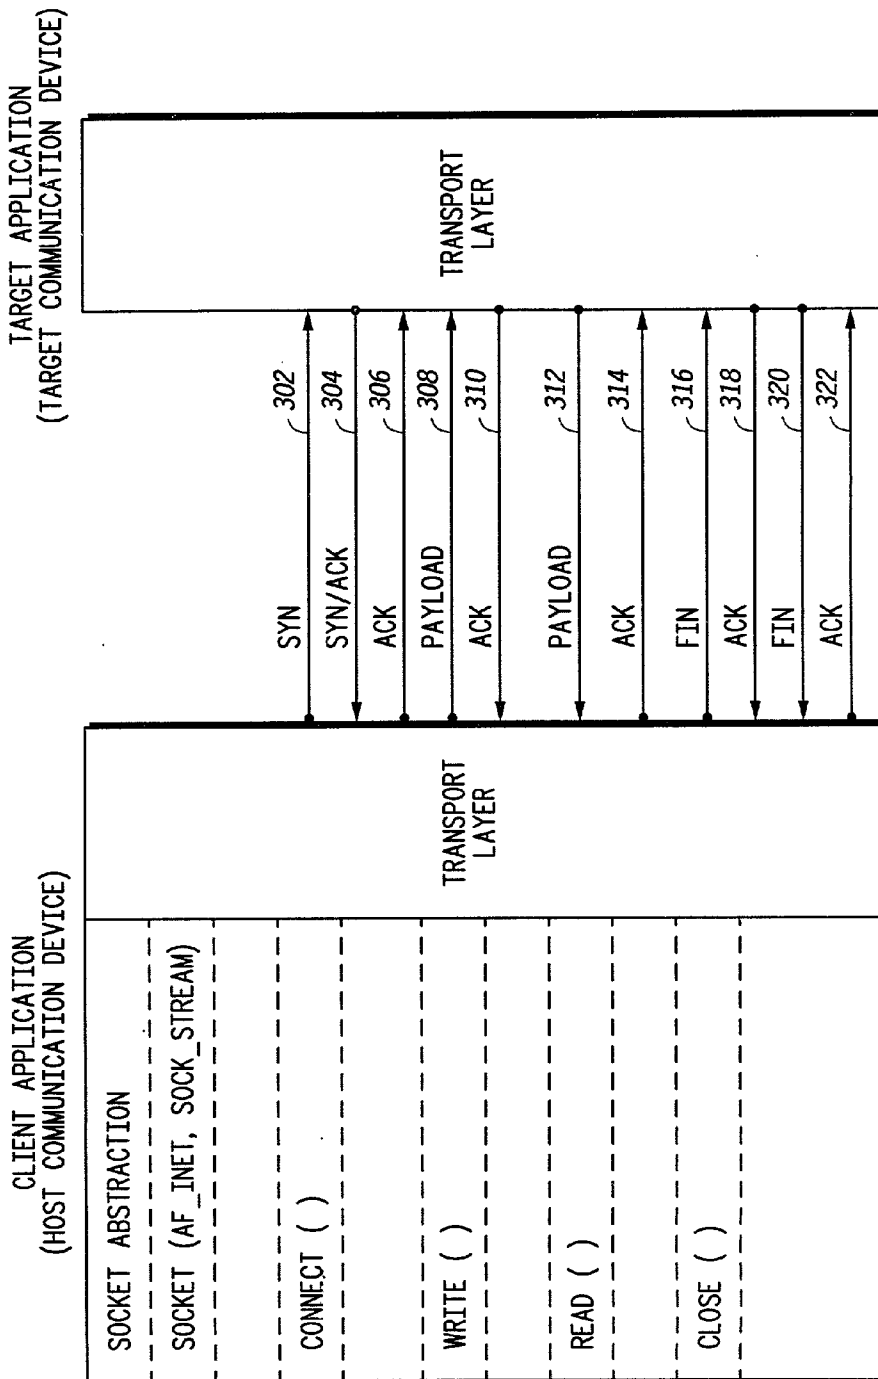 CLIENT APPLICATION
(HOST COMMUNICATION DEVICE)
TARGET APPLICATION
(TARGET COMMUNICATION DEVICE)
SOCKET ABSTRACTION
SOCKET (AF_INET, SOCK_STREAM)
CONNECT ( )
WRITE ( )
READ ( )
CLOSE ( )
TRANSPORT
LAYER
TRANSPORT
LAYER
SYN 302
SYN/ACK 304
ACK 306
PAYLOAD 308
ACK 310
PAYLOAD 312
ACK 314
FIN 316
ACK 318
FIN 320
ACK 322